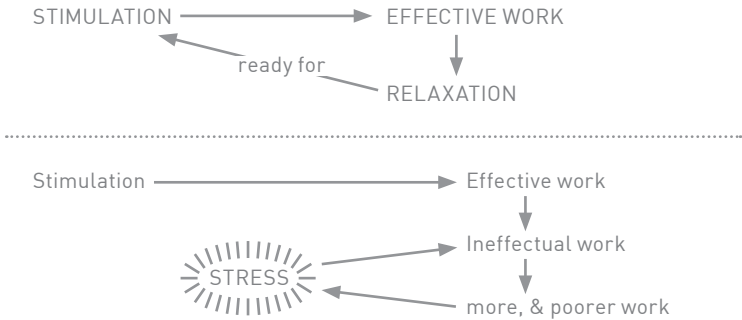 STIMULATION EFFECTIVE WORK
ready for
RELAXATION
Stimulation Effective work
Ineffectual work
STRESS
more, & poorer work